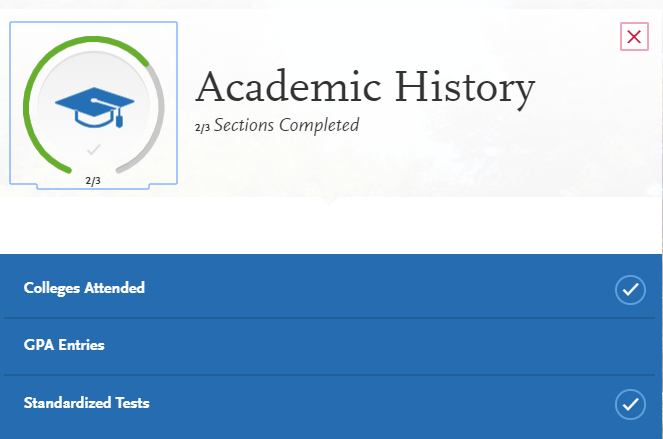 Academic History
2/3 Sections Completed
2/3
Colleges Attended
GPA Entries
Standardized Tests